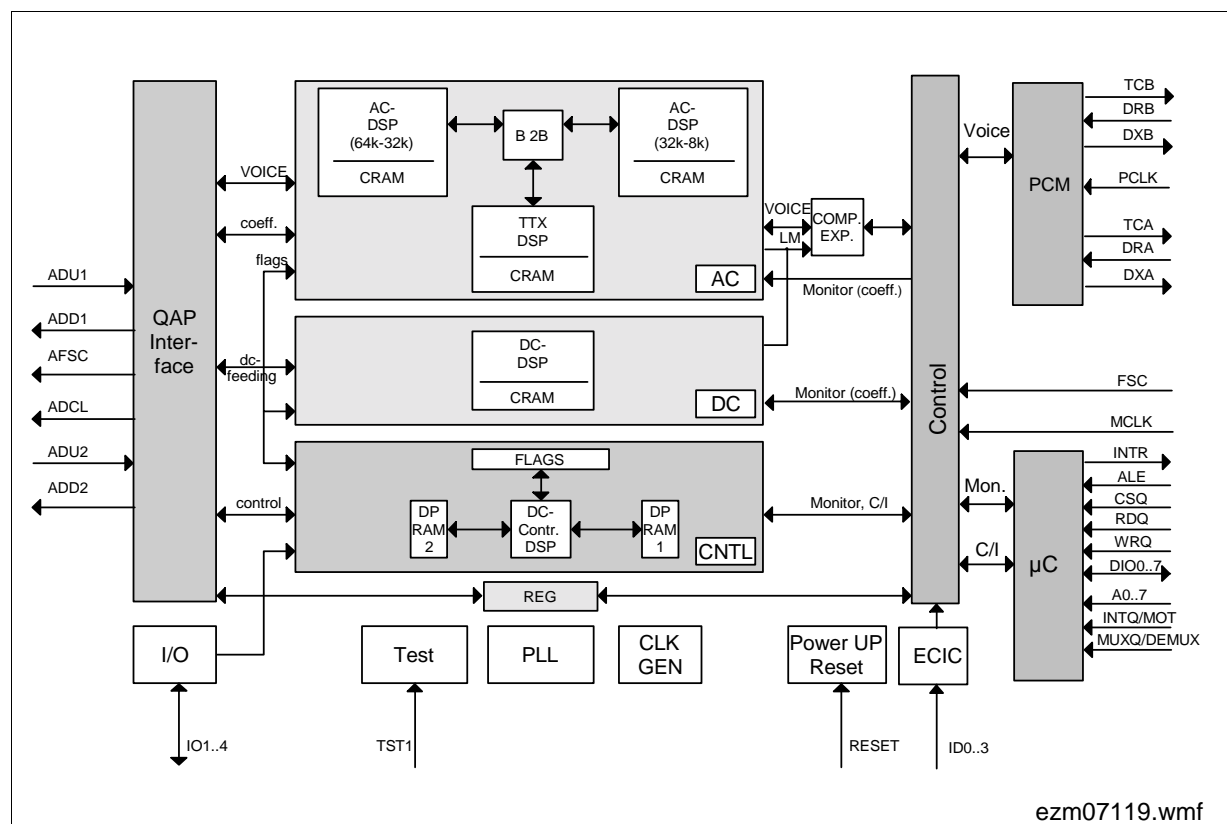 ADU1
ADD1
AFSC
ADCL
ADU2
ADD2
QAP
Inter-
face
VOICE
coeff.
flags
dc-
feeding
control
AC-
DSP
(64k-32k)
CRAM
B 2B
AC-
DSP
(32k-8k)
CRAM
TTX
DSP
CRAM
AC
DC-
DSP
CRAM
DC
FLAGS
DP
RAM
2
DC-
Contr.
DSP
DP
RAM
1
CNTL
REG
VOICE
LM
COMP.
EXP.
Monitor (coeff.)
Monitor (coeff.)
Monitor, C/I
Control
Voice
Mon.
C/I
PCM
TCB
DRB
DXB
PCLK
TCA
DRA
DXA
FSC
MCLK
µC
INTR
ALE
CSQ
RDQ
WRQ
DIO0..7
A0..7
INTQ/MOT
MUXQ/DEMUX
I/O
Test
PLL
CLK
GEN
Power UP
Reset
ECIC
IO1..4
TST1
RESET
ID0..3
ezm07119.wmf